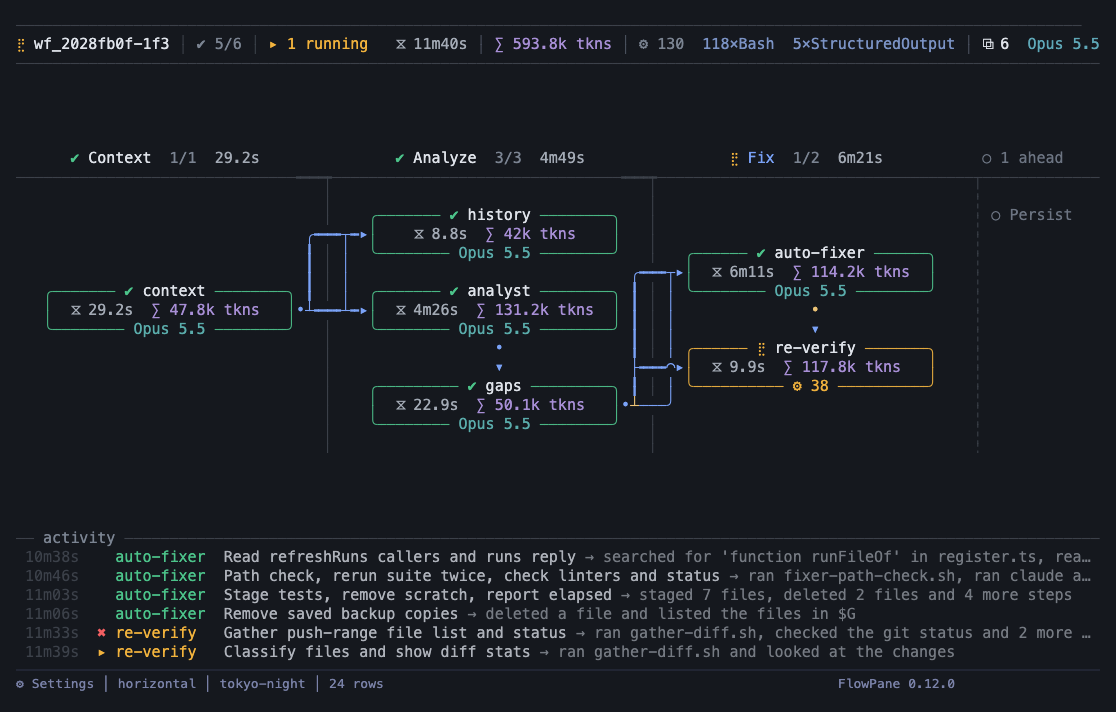 ⣿ wf_2028fb0f-1f3 │ ✔ 5/6 │ ▸ 1 running ⧖ 11m40s │ ∑ 593.8k tkns │ ⚙ 130 118×Bash 5×StructuredOutput │ ⧉ 6 Opus 5.5
✔ Context 1/1 29.2s ✔ Analyze 3/3 4m49s ⣿ Fix 1/2 6m21s ○ 1 ahead
✔ history ○ Persist
⧖ 8.8s ∑ 42k tkns
Opus 5.5
✔ auto-fixer
⧖ 6m11s ∑ 114.2k tkns
Opus 5.5
✔ context
⧖ 29.2s ∑ 47.8k tkns
Opus 5.5
✔ analyst
⧖ 4m26s ∑ 131.2k tkns
Opus 5.5
⣿ re-verify
⧖ 9.9s ∑ 117.8k tkns
⚙ 38
✔ gaps
⧖ 22.9s ∑ 50.1k tkns
Opus 5.5
activity
10m38s auto-fixer Read refreshRuns callers and runs reply → searched for 'function runFileOf' in register.ts, rea…
10m46s auto-fixer Path check, rerun suite twice, check linters and status → ran fixer-path-check.sh, ran claude a…
11m03s auto-fixer Stage tests, remove scratch, report elapsed → staged 7 files, deleted 2 files and 4 more steps
11m06s auto-fixer Remove saved backup copies → deleted a file and listed the files in $G
11m33s ✖ re-verify Gather push-range file list and status → ran gather-diff.sh, checked the git status and 2 more …
11m39s ▸ re-verify Classify files and show diff stats → ran gather-diff.sh and looked at the changes
⚙ Settings │ horizontal │ tokyo-night │ 24 rows FlowPane 0.12.0